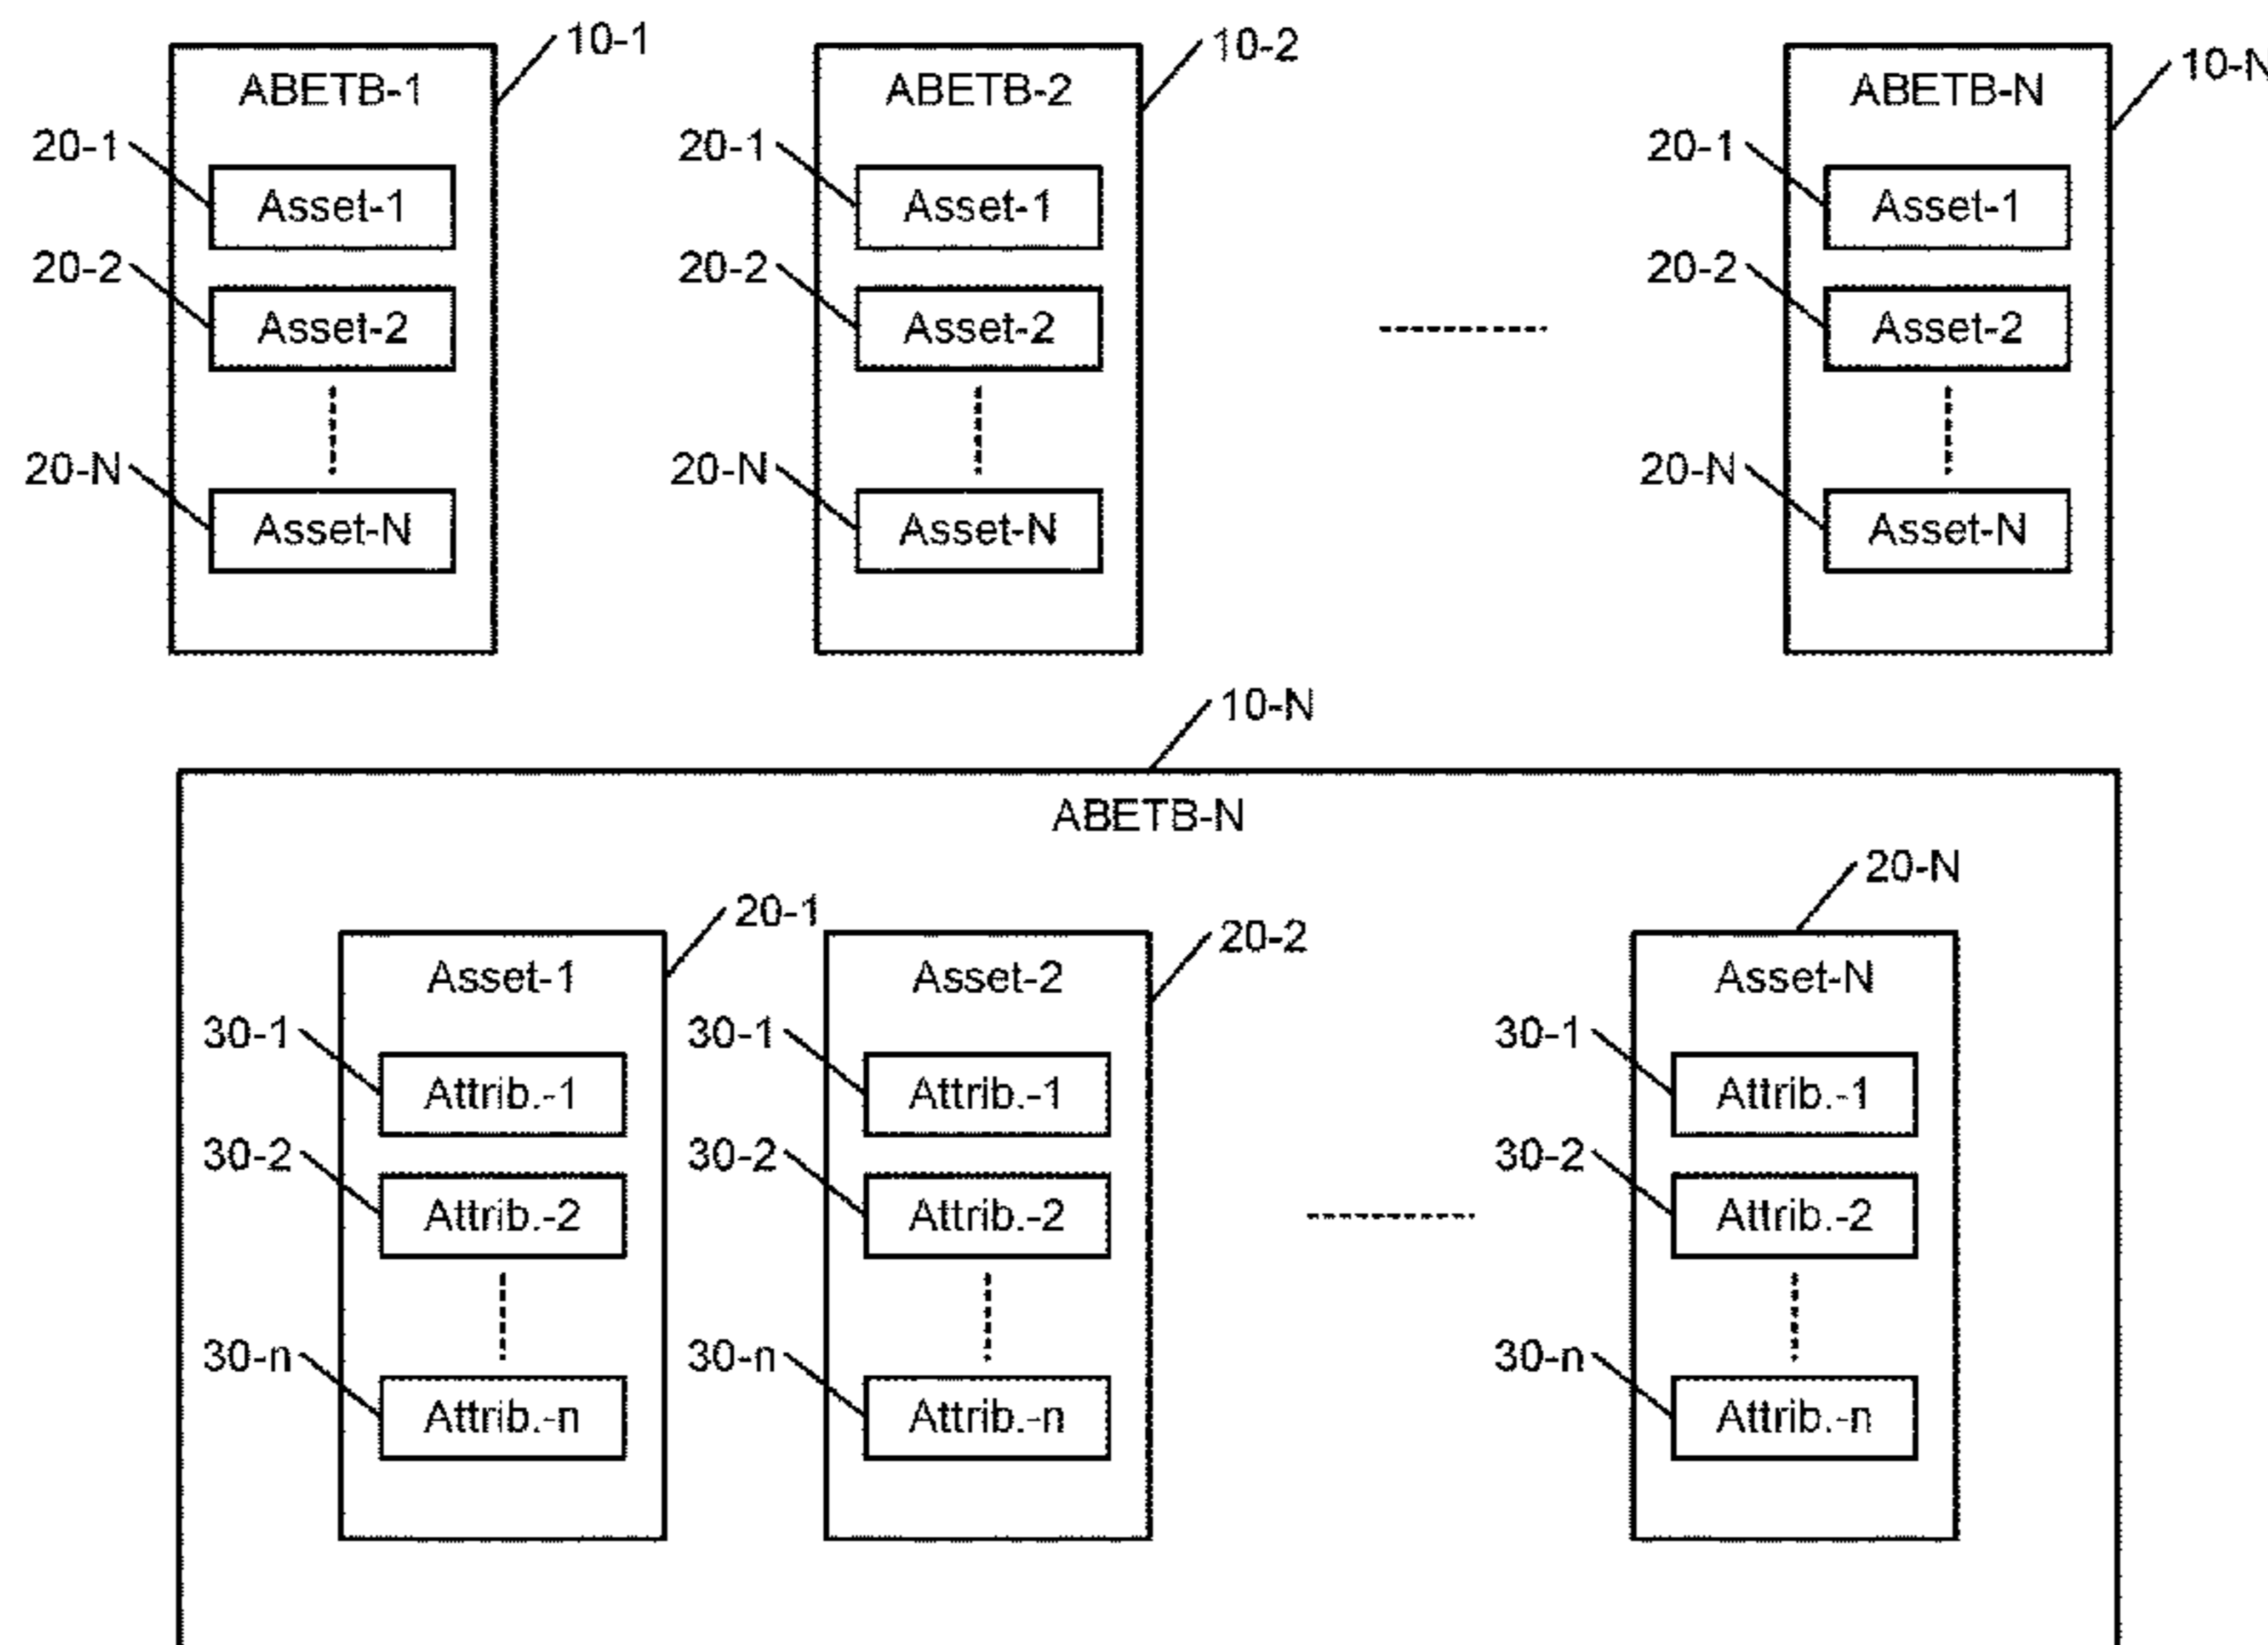 10-1
10-2
10-N
ABETB-1
ABETB-2
ABETB-N
20-1
20-1
20-1
Asset-1
Asset-1
Asset-1
20-2
20-2
20-2
Asset-2
Asset-2
Asset-2
20-N
20-N
20-N
Asset-N
Asset-N
Asset-N
10-N
ABETB-N
20-1
20-2
20-N
Asset-1
Asset-2
Asset-N
30-1
30-1
30-1
Attrib.-1
Attrib.-1
Attrib.-1
30-2
30-2
30-2
Attrib.-2
Attrib.-2
Attrib.-2
30-n
30-n
30-n
Attrib.-n
Attrib.-n
Attrib.-n